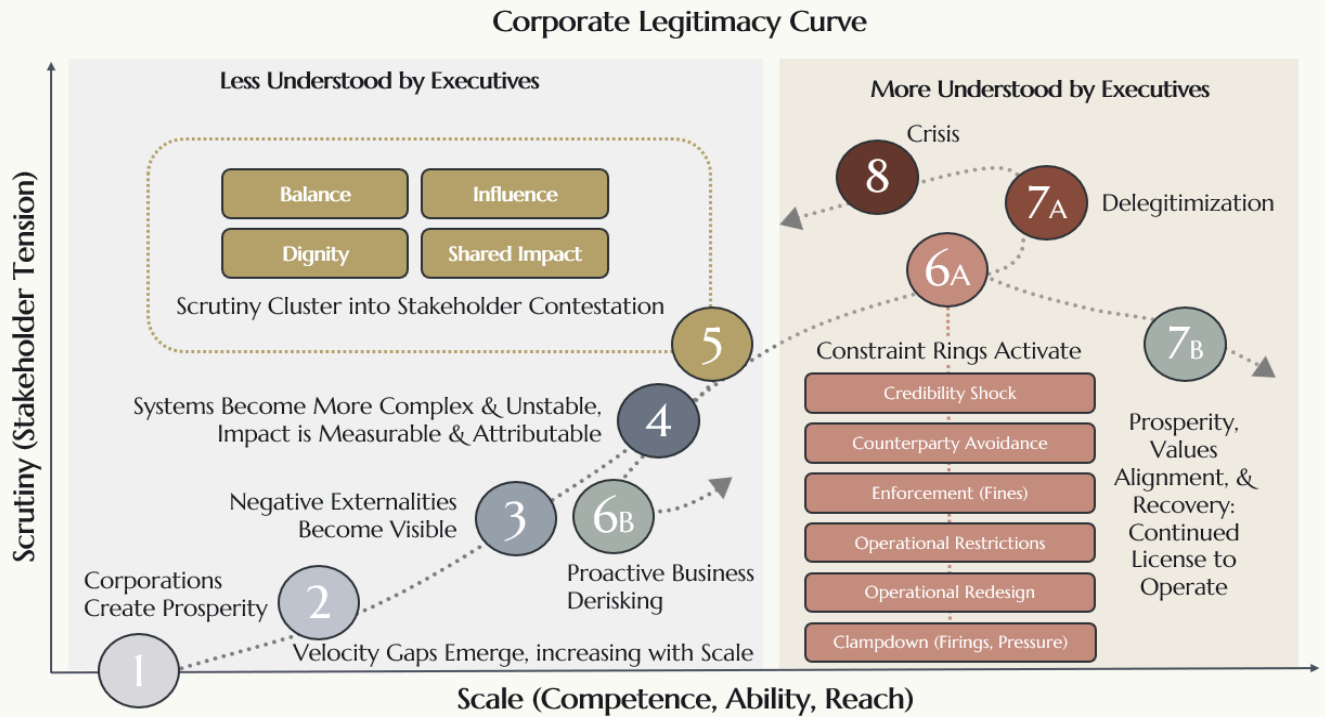 Corporate Legitimacy Curve
Less Understood by Executives
More Understood by Executives
Scrutiny (Stakeholder Tension)
Balance
Influence
Dignity
Shared Impact
Scrutiny Cluster into Stakeholder Contestation
8
Crisis
7A
Delegitimization
6A
5
7B
Constraint Rings Activate
Credibility Shock
Counterparty Avoidance
Enforcement (Fines)
Operational Restrictions
Operational Redesign
Clampdown (Firings, Pressure)
Prosperity,
Values
Alignment, &
Recovery:
Continued
License to
Operate
Systems Become More Complex & Unstable,
Impact is Measurable & Attributable
4
Negative Externalities
Become Visible
3
6B
Proactive Business
Derisking
Corporations
Create Prosperity
2
Velocity Gaps Emerge, increasing with Scale
1
Scale (Competence, Ability, Reach)